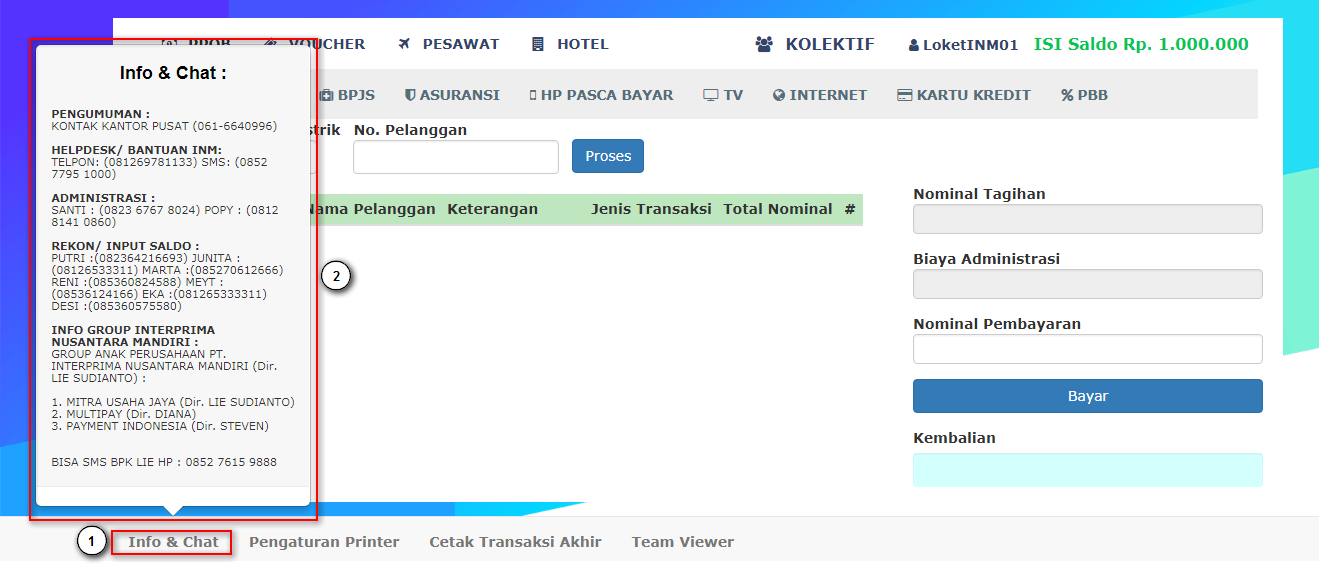 PPOB VOUCHER PESAWAT HOTEL KOLEKTIF LoketINM01 ISI Saldo Rp. 1.000.000
BPJS ASURANSI HP PASCA BAYAR TV INTERNET KARTU KREDIT PBB
strik No. Pelanggan
Proses
Nama Pelanggan Keterangan Jenis Transaksi Total Nominal #
Nominal Tagihan
Biaya Administrasi
Nominal Pembayaran
Bayar
Kembalian
Info & Chat :
PENGUMUMAN :
KONTAK KANTOR PUSAT (061-6640996)
HELPDESK/ BANTUAN INM:
TELPON: (081269781133) SMS: (0852
7795 1000)
ADMINISTRASI :
SANTI : (0823 6767 8024) POPY : (0812
8141 0860)
REKON/ INPUT SALDO :
PUTRI :(082364216693) JUNITA :
(08126533311) MARTA :(085270612666)
RENI :(085360824588) MEYT :
(08536124166) EKA :(081265333311)
DESI :(085360575580)
INFO GROUP INTERPRIMA
NUSANTARA MANDIRI :
GROUP ANAK PERUSAHAAN PT.
INTERPRIMA NUSANTARA MANDIRI (Dir.
LIE SUDIANTO) :
1. MITRA USAHA JAYA (Dir. LIE SUDIANTO)
2. MULTIPAY (Dir. DIANA)
3. PAYMENT INDONESIA (Dir. STEVEN)
BISA SMS BPK LIE HP : 0852 7615 9888
2
1
Info & Chat Pengaturan Printer Cetak Transaksi Akhir Team Viewer